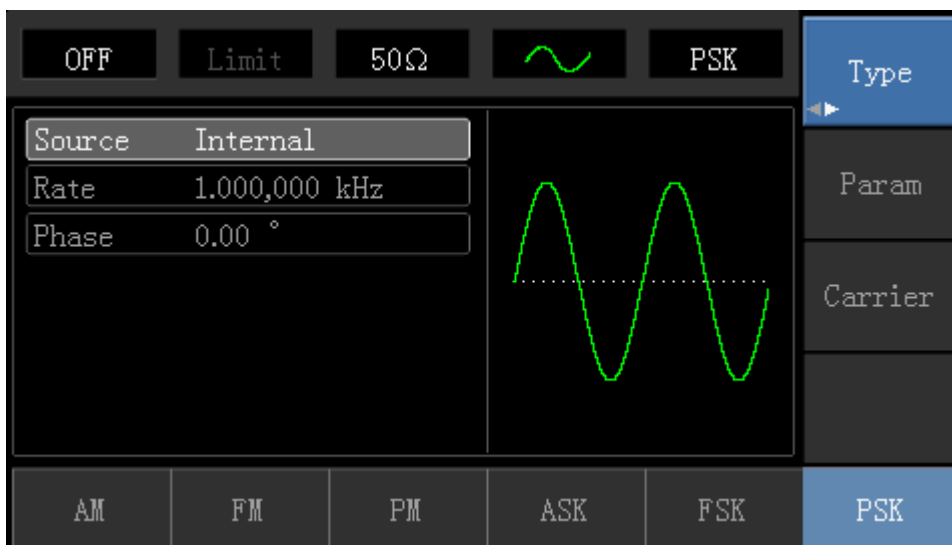 OFF Limit 50Ω PSK
Type
Source Internal
Rate 1.000,000 kHz
Phase 0.00 °
Param
Carrier
AM FM PM ASK FSK PSK